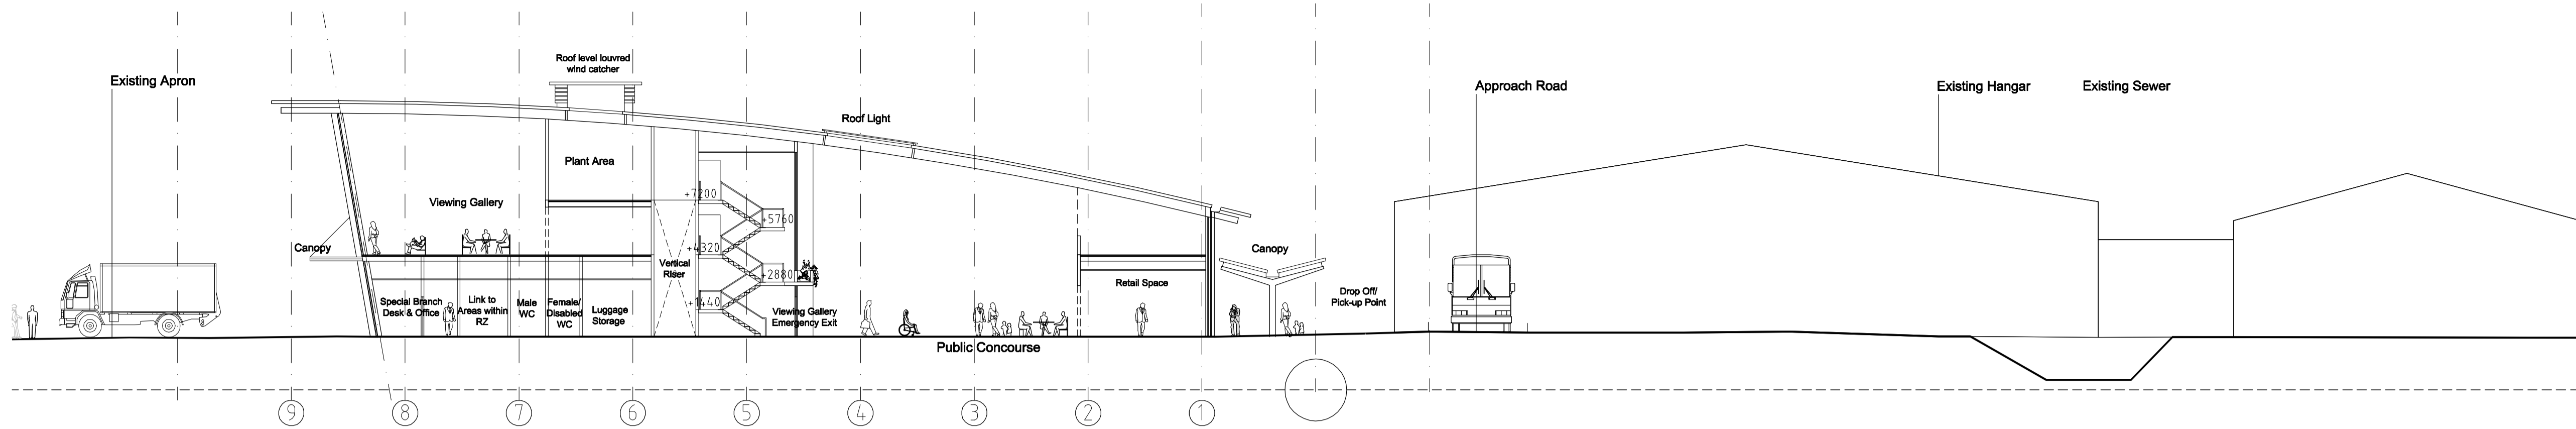 Roof level louvred
wind catcher
Existing Apron
Approach Road
Existing Hangar
Existing Sewer
Roof Light
Plant Area
+7200
Viewing Gallery
+5760
Canopy
+4320
Canopy
Vertical
Riser
+2880
Retail Space
Drop Off/
Pick-up Point
Special Branch
Desk & Office
Link to
Areas within
RZ
Male
WC
Female/
Disabled
WC
Luggage
Storage
+1440
Viewing Gallery
Emergency Exit
Public Concourse
9
8
7
6
5
4
3
2
1